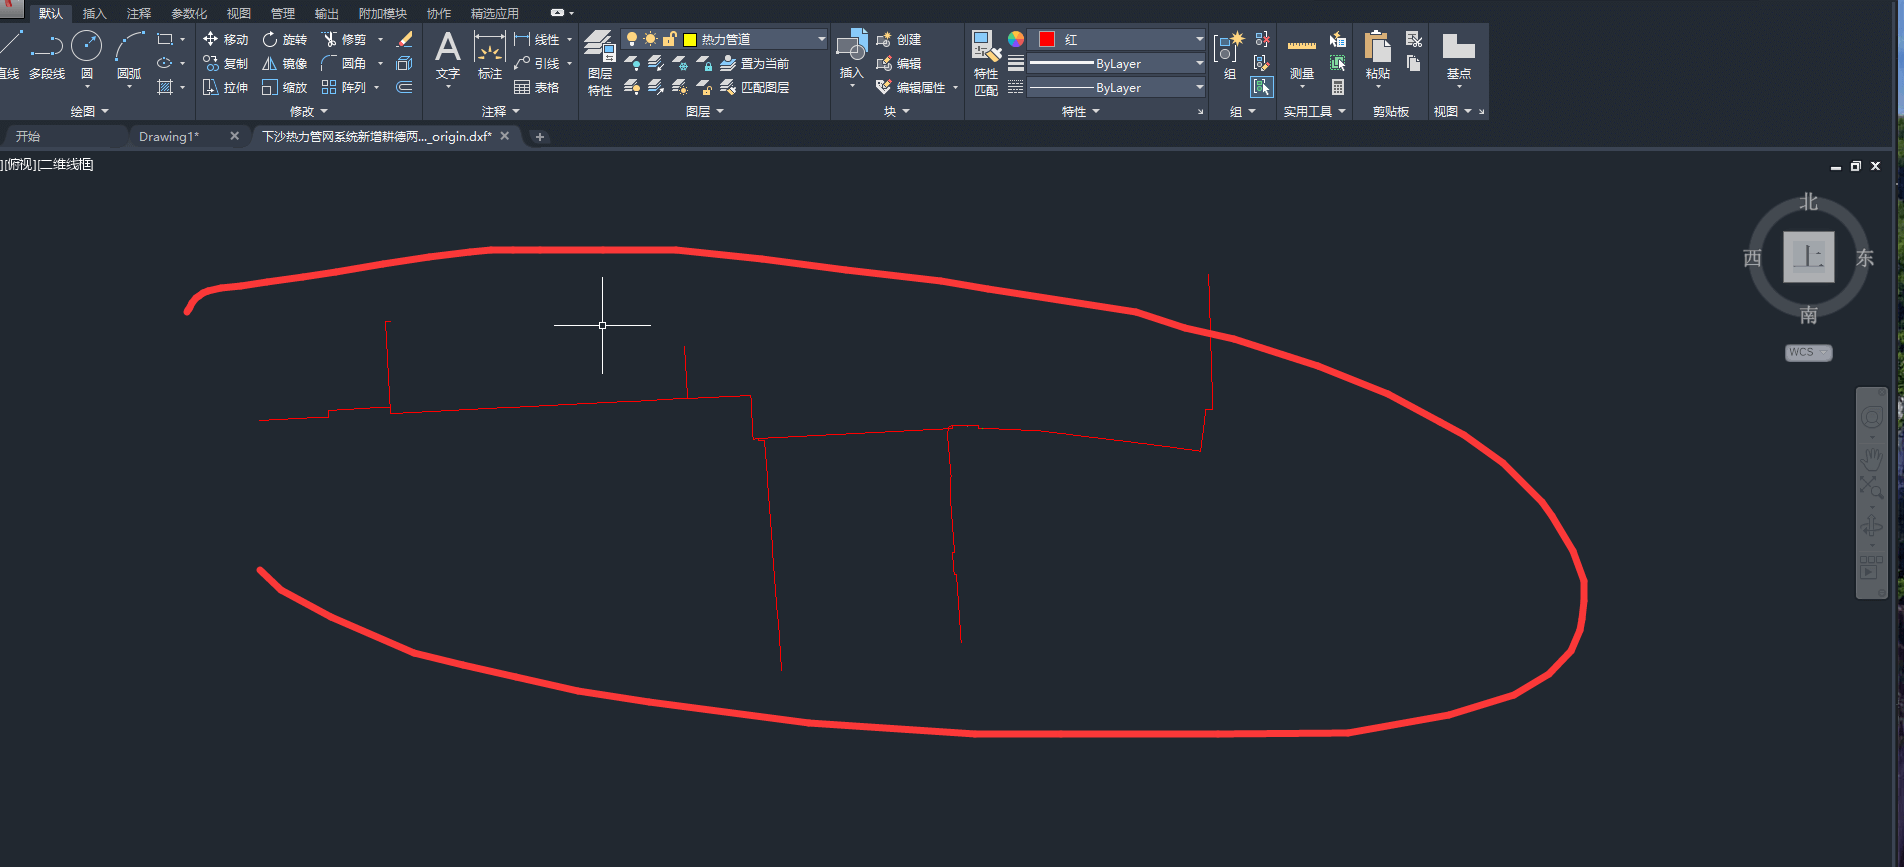 默认 插入 注释 参数化 视图 管理 输出 附加模块 协作 精选应用
移动 旋转 修剪 线性 热力管道 创建 红
直线 多段线 圆 圆弧 复制 镜像 圆角 文字 标注 引线 图层特性 置为当前 插入 编辑 特性匹配 ByLayer 组 测量 粘贴 基点
拉伸 缩放 阵列 表格 匹配图层 编辑属性 ByLayer
绘图 修改 注释 图层 块 特性 组 实用工具 剪贴板 视图
开始 Drawing1* 下沙热力管网系统新增耕德两..._origin.dxf*
][俯视][二维线框]
北
西 上 东
南
WCS